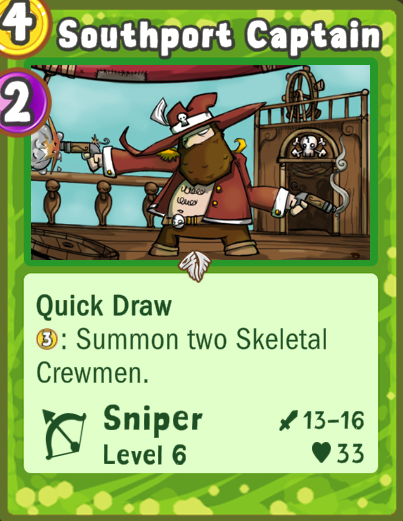 4
Southport Captain
2
Quick Draw
3: Summon two Skeletal
Crewmen.
Sniper
13-16
Level 6
33